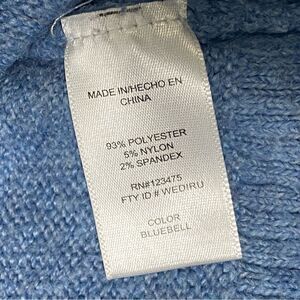 MADE IN/HECHO EN
CHINA
93% POLYESTER
5% NYLON
2% SPANDEX
RN#123475
FTY ID # WEDIRU
COLOR
BLUEBELL